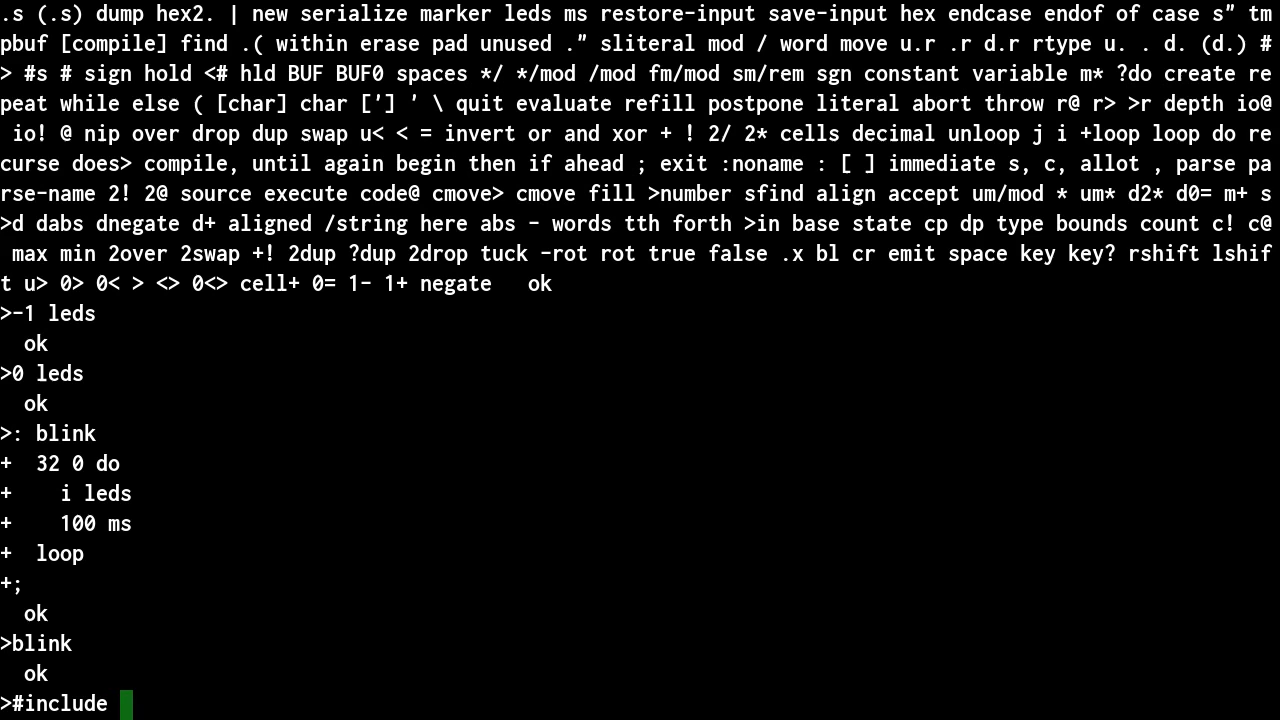 .s (.s) dump hex2. | new serialize marker leds ms restore-input save-input hex endcase endof of case s" tm
pbuf [compile] find .( within erase pad unused ." sliteral mod / word move u.r .r d.r rtype u. . d. (d.) #
> #s # sign hold <# hld BUF BUF0 spaces */ */mod /mod fm/mod sm/rem sgn constant variable m* ?do create re
peat while else ( [char] char ['] ' \ quit evaluate refill postpone literal abort throw r@ r> >r depth io@
 io! @ nip over drop dup swap u< < = invert or and xor + ! 2/ 2* cells decimal unloop j i +loop loop do re
curse does> compile, until again begin then if ahead ; exit :noname : [ ] immediate s, c, allot , parse pa
rse-name 2! 2@ source execute code@ cmove> cmove fill >number sfind align accept um/mod * um* d2* d0= m+ s
>d dabs dnegate d+ aligned /string here abs - words tth forth >in base state cp dp type bounds count c! c@
 max min 2over 2swap +! 2dup ?dup 2drop tuck -rot rot true false .x bl cr emit space key key? rshift lshif
t u> 0> 0< > <> 0<> cell+ 0= 1- 1+ negate   ok
>-1 leds
  ok
>0 leds
  ok
>: blink
+  32 0 do
+    i leds
+    100 ms
+  loop
+;
  ok
>blink
  ok
>#include